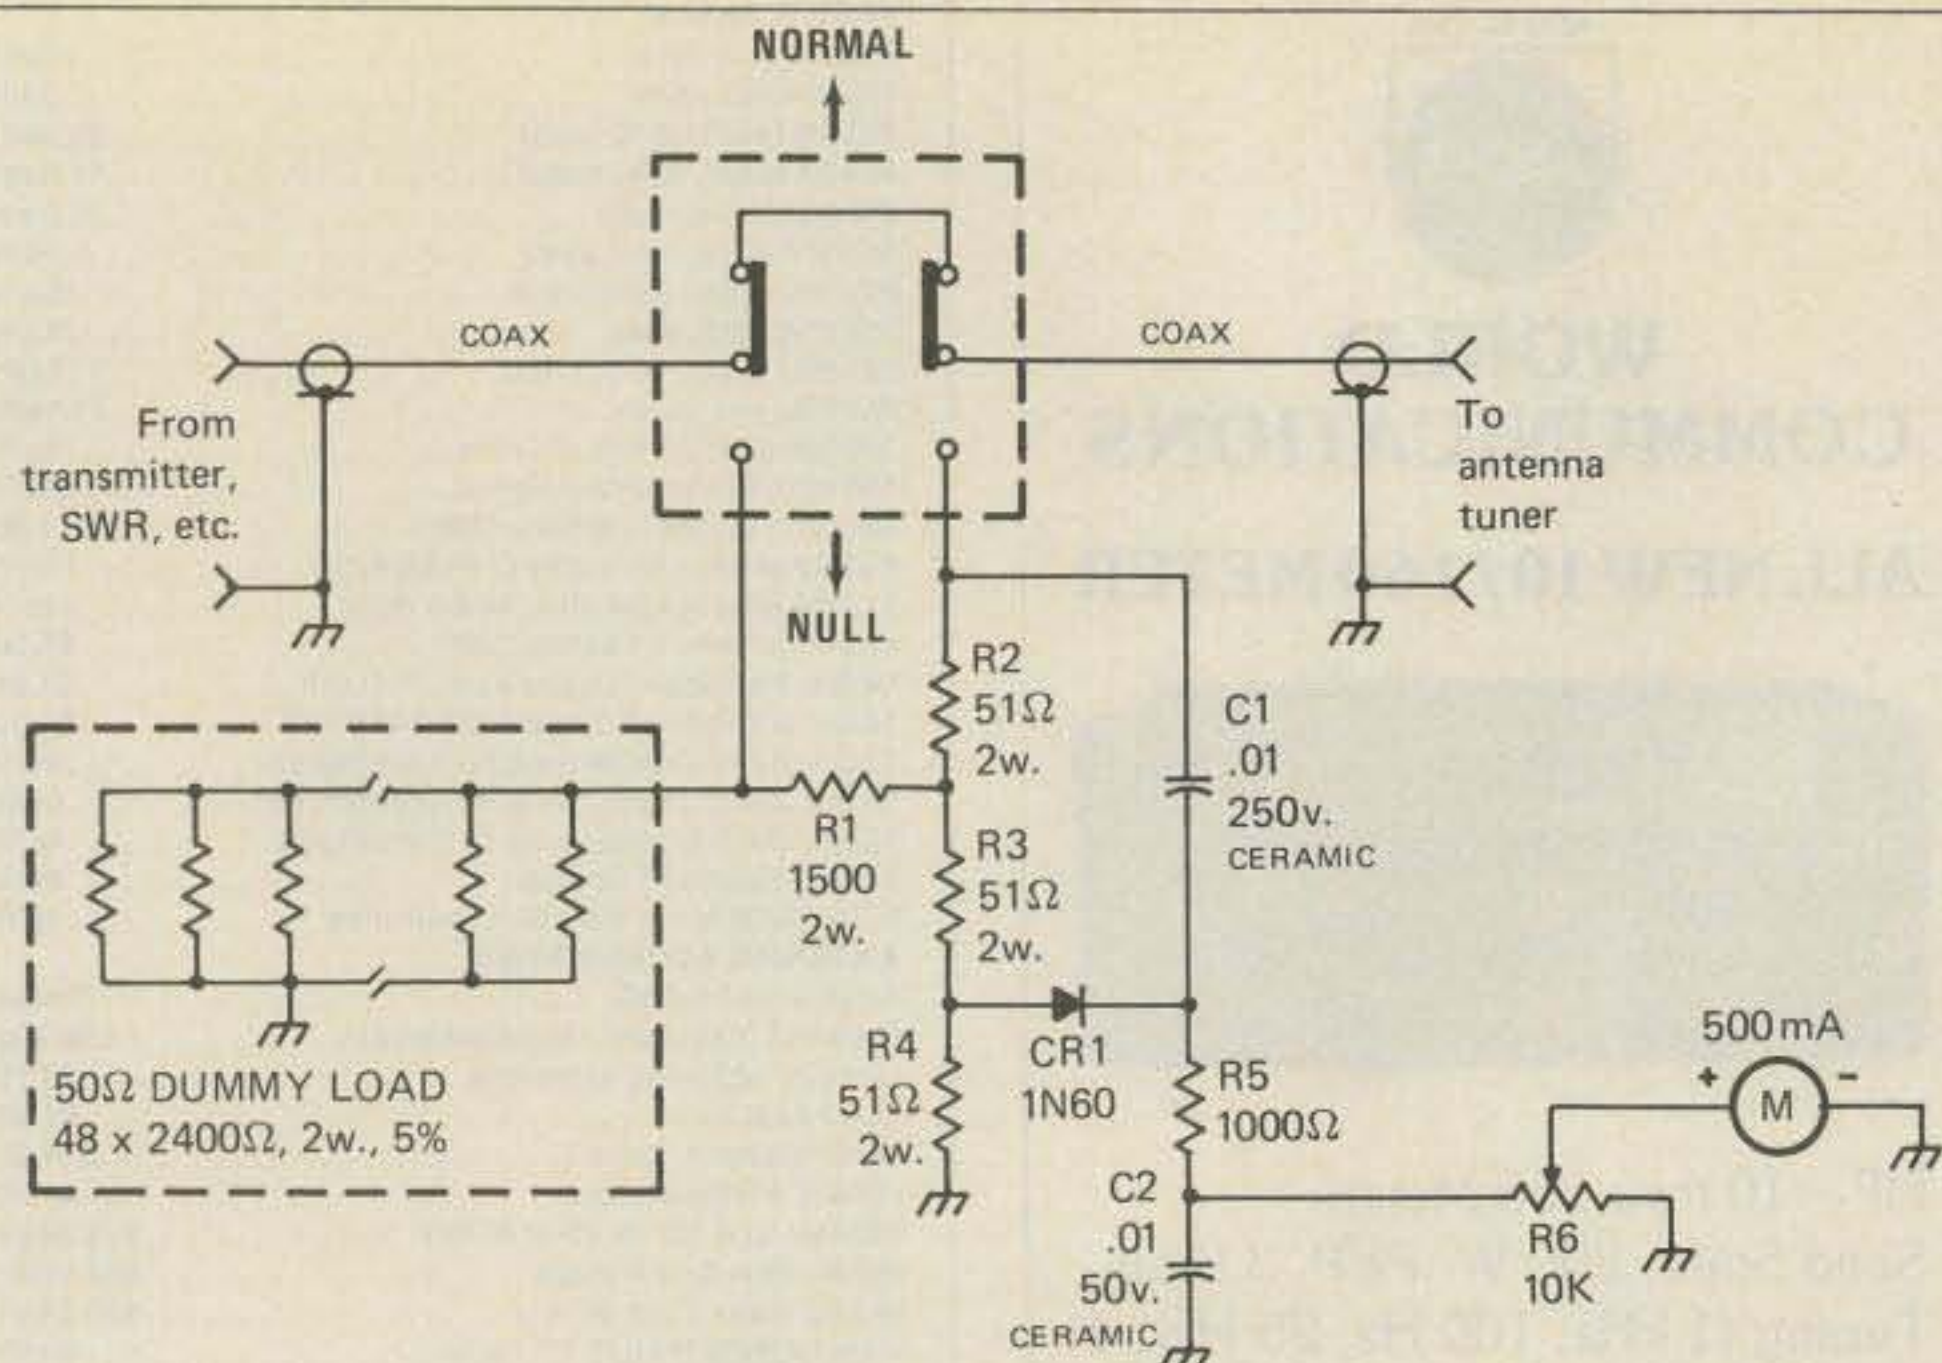 NORMAL
COAX
COAX
From
transmitter,
SWR, etc.
To
antenna
tuner
NULL
R2
51Ω
2w.
C1
.01
250v.
CERAMIC
R1
1500
2w.
R3
51Ω
2w.
50Ω DUMMY LOAD
48 x 2400Ω, 2w., 5%
R4
51Ω
2w.
CR1
1N60
R5
1000Ω
500mA
+ -
M
C2
.01
50v.
CERAMIC
R6
10K